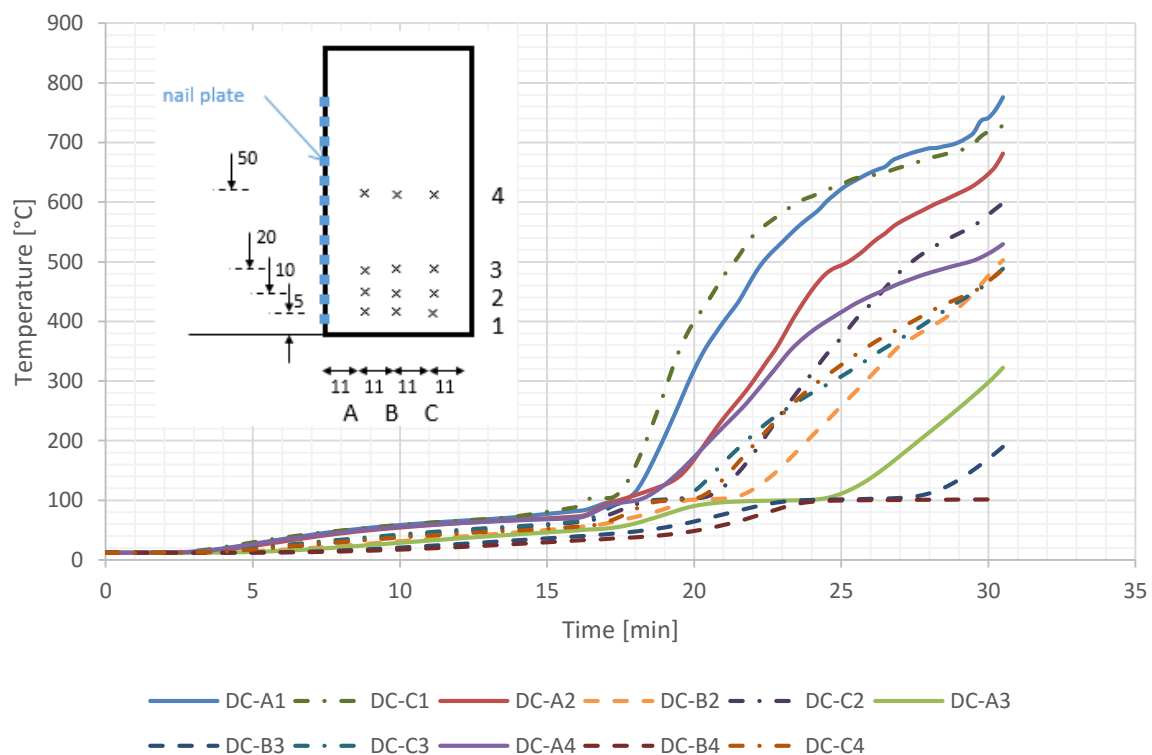 900
800
700
600
500
400
300
200
100
0
Temperature [°C]
nail plate
50
20
10
5
4
3
2
1
11 11 11 11
A B C
0 5 10 15 20 25 30 35
Time [min]
DC-A1 DC-C1 DC-A2 DC-B2 DC-C2 DC-A3
DC-B3 DC-C3 DC-A4 DC-B4 DC-C4